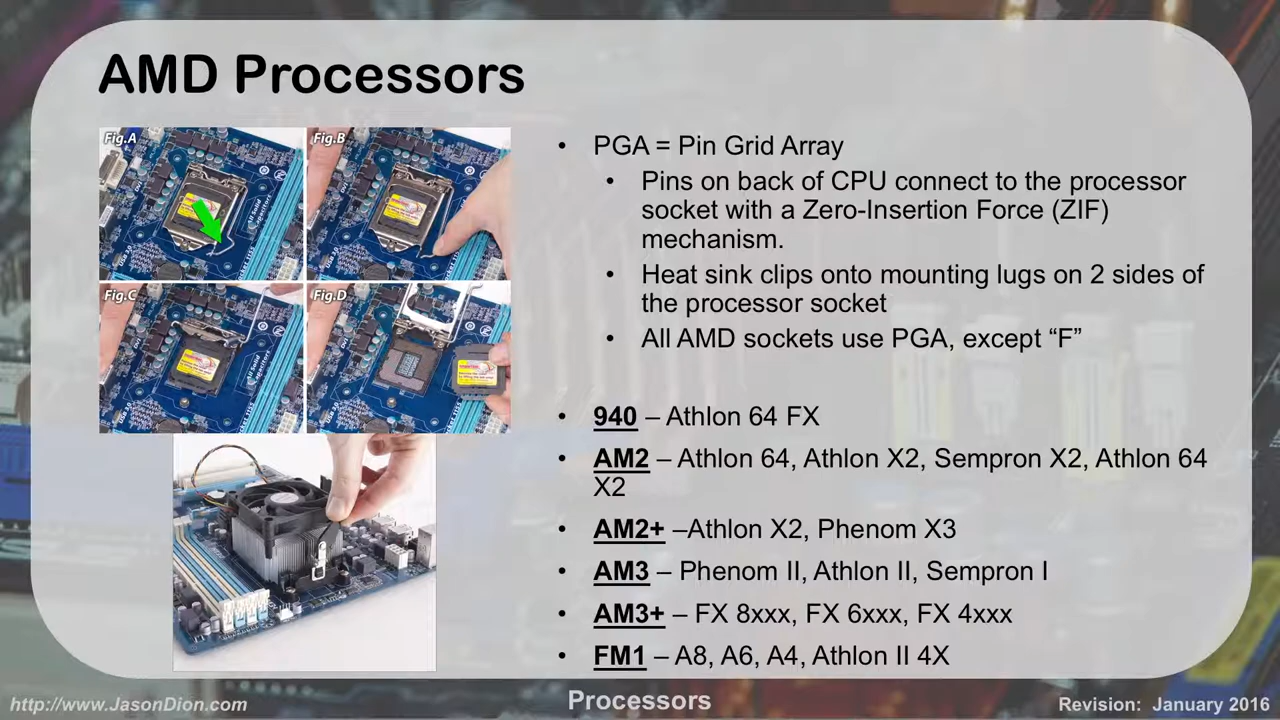 AMD Processors
Fig.A
Fig.B
Fig.C
Fig.D
• PGA = Pin Grid Array
• Pins on back of CPU connect to the processor
socket with a Zero-Insertion Force (ZIF)
mechanism.
• Heat sink clips onto mounting lugs on 2 sides of
the processor socket
• All AMD sockets use PGA, except “F”
• 940 – Athlon 64 FX
• AM2 – Athlon 64, Athlon X2, Sempron X2, Athlon 64
X2
• AM2+ –Athlon X2, Phenom X3
• AM3 – Phenom II, Athlon II, Sempron I
• AM3+ – FX 8xxx, FX 6xxx, FX 4xxx
• FM1 – A8, A6, A4, Athlon II 4X
http://www.JasonDion.com
Processors
Revision: January 2016